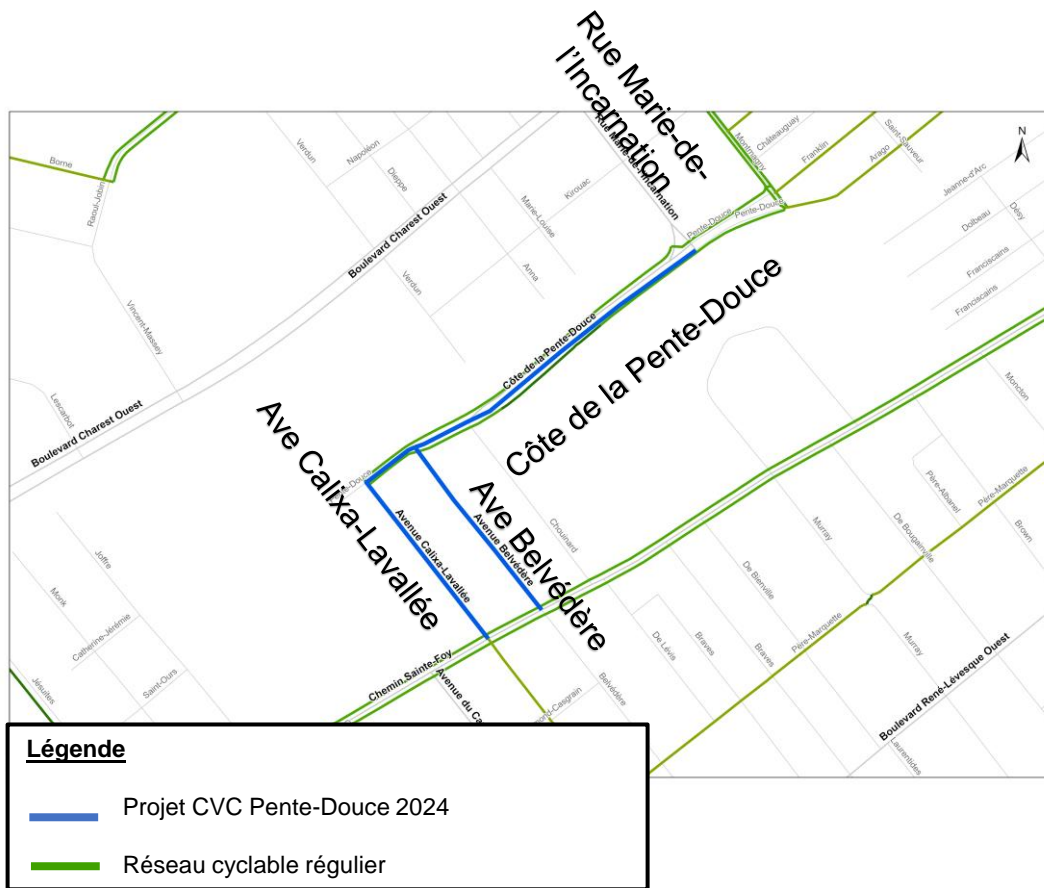 Rue Marie-de-
l'Incarnation
N
Borne
Raoul-Jobin
Verdun
Napoléon
Dieppe
Kirouac
Marie-Louise
Anna
Verdun
Rue Marie-de-l'Incarnation
Montmagny
Châteauguay
Franklin
Arago
Saint-Sauveur
Jeanne-d'Arc
Dolbeau
Désy
Franciscains
Franciscains
Pente-Douce
Pente-Douce
Boulevard Charest Ouest
Vincent-Massey
Lescarbot
Boulevard Charest Ouest
Côte de la Pente-Douce
Côte de la Pente-Douce
Ave Calixa-Lavallée
Avenue Calixa-Lavallée
Ave Belvédère
Avenue Belvédère
Chouinard
Joffre
Monk
Catherine-Jérémie
Saint-Ours
Jésuites
Chemin Sainte-Foy
Belvédère
De Lévis
Braves
Braves
De Bienville
Murray
Murray
De Bougainville
Père-Albanel
Père-Marquette
Père-Marquette
Brown
Moncton
Boulevard René-Lévesque Ouest
Laurentides
Légende
Projet CVC Pente-Douce 2024
Réseau cyclable régulier